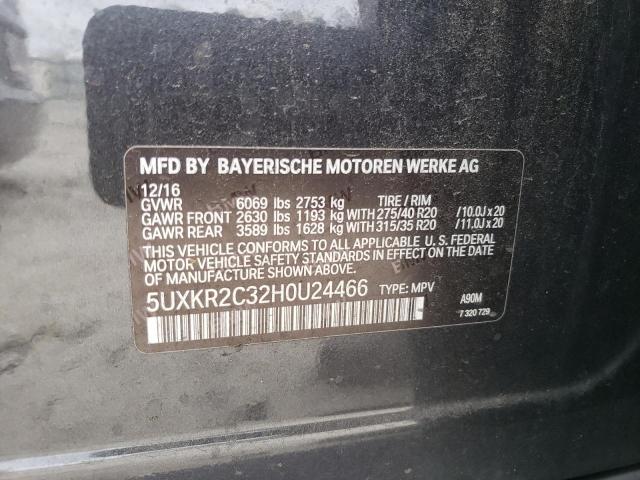 MFD BY BAYERISCHE MOTOREN WERKE AG
12/16
GVWR 6069 lbs 2753 kg TIRE / RIM
GAWR FRONT 2630 lbs 1193 kg WITH 275/40 R20 /10.0J x 20
GAWR REAR 3589 lbs 1628 kg WITH 315/35 R20 /11.0J x 20
THIS VEHICLE CONFORMS TO ALL APPLICABLE U. S. FEDERAL
MOTOR VEHICLE SAFETY STANDARDS IN EFFECT ON THE DATE
OF MANUFACTURE SHOWN ABOVE.
5UXKR2C32H0U24466 TYPE: MPV A90M
7 320 729